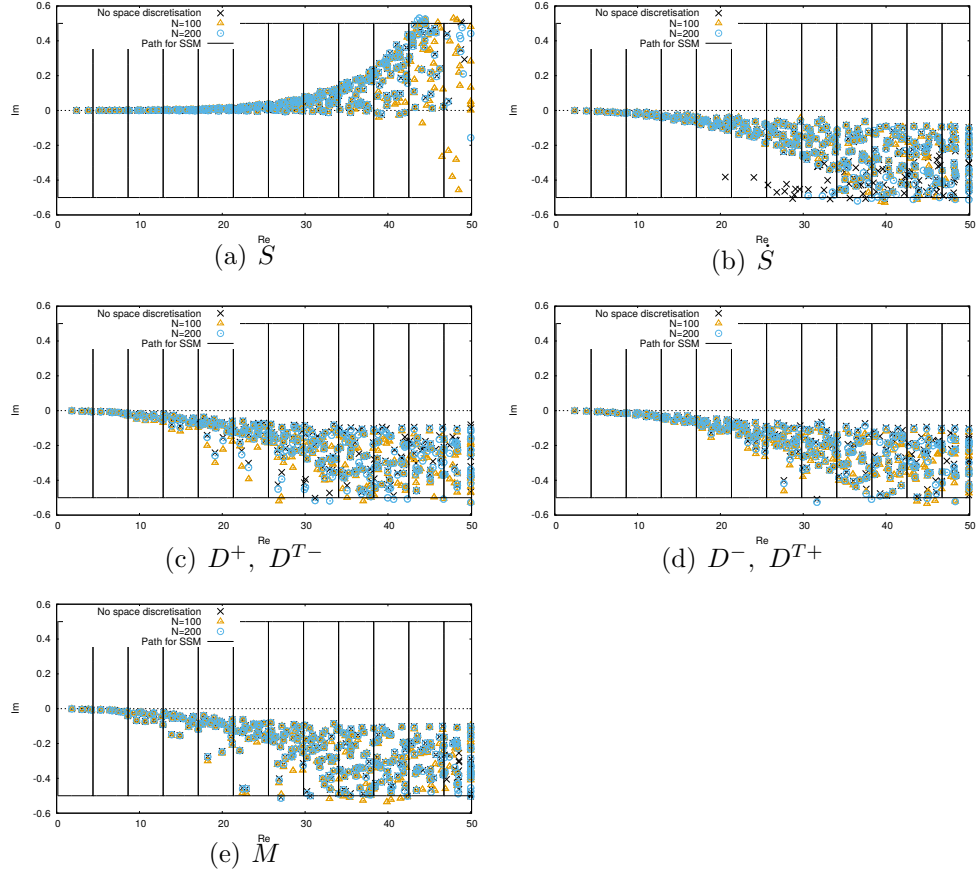 No space discretisation
N=100
N=200
Path for SSM
0.6
0.4
0.2
0
-0.2
-0.4
-0.6
Im
0 10 20 30 40 50
Re
(a) S
No space discretisation
N=100
N=200
Path for SSM
0.6
0.4
0.2
0
-0.2
-0.4
-0.6
Im
0 10 20 30 40 50
Re
(b) Ṡ
No space discretisation
N=100
N=200
Path for SSM
0.6
0.4
0.2
0
-0.2
-0.4
-0.6
Im
0 10 20 30 40 50
Re
(c) D⁺, Dᵀ⁻
No space discretisation
N=100
N=200
Path for SSM
0.6
0.4
0.2
0
-0.2
-0.4
-0.6
Im
0 10 20 30 40 50
Re
(d) D⁻, Dᵀ⁺
No space discretisation
N=100
N=200
Path for SSM
0.6
0.4
0.2
0
-0.2
-0.4
-0.6
Im
0 10 20 30 40 50
Re
(e) M